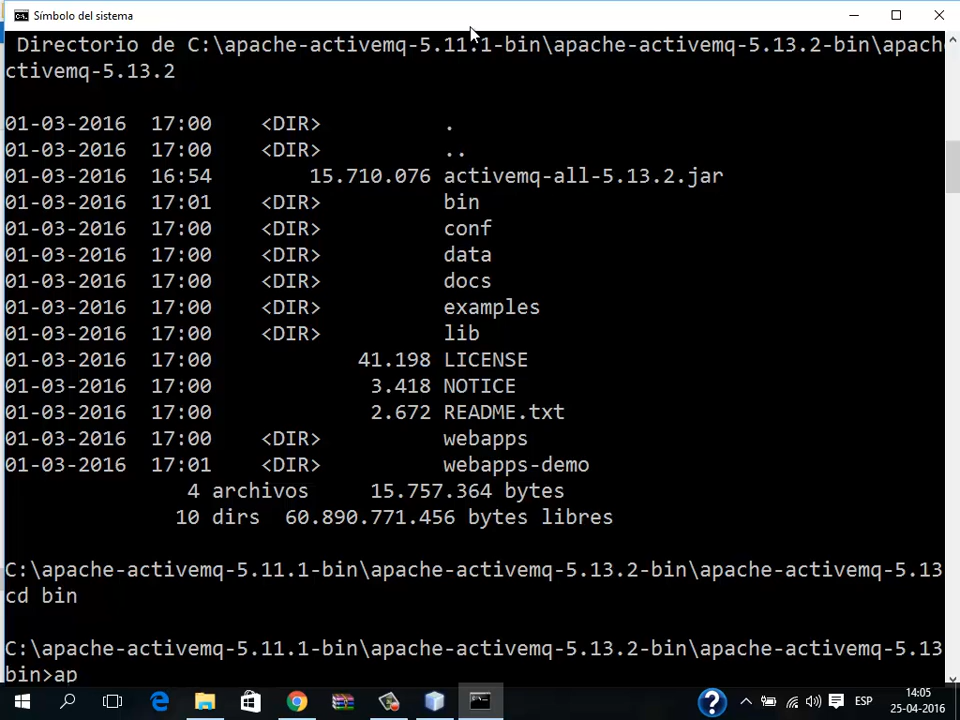 Símbolo del sistema
Directorio de C:\apache-activemq-5.11.1-bin\apache-activemq-5.13.2-bin\apach
ctivemq-5.13.2
01-03-2016 17:00 <DIR> .
01-03-2016 17:00 <DIR> ..
01-03-2016 16:54 15.710.076 activemq-all-5.13.2.jar
01-03-2016 17:01 <DIR> bin
01-03-2016 17:00 <DIR> conf
01-03-2016 17:00 <DIR> data
01-03-2016 17:00 <DIR> docs
01-03-2016 17:00 <DIR> examples
01-03-2016 17:00 <DIR> lib
01-03-2016 17:00 41.198 LICENSE
01-03-2016 17:00 3.418 NOTICE
01-03-2016 17:00 2.672 README.txt
01-03-2016 17:00 <DIR> webapps
01-03-2016 17:01 <DIR> webapps-demo
4 archivos 15.757.364 bytes
10 dirs 60.890.771.456 bytes libres
C:\apache-activemq-5.11.1-bin\apache-activemq-5.13.2-bin\apache-activemq-5.13
cd bin
C:\apache-activemq-5.11.1-bin\apache-activemq-5.13.2-bin\apache-activemq-5.13
bin>ap
ESP
14:05
25-04-2016